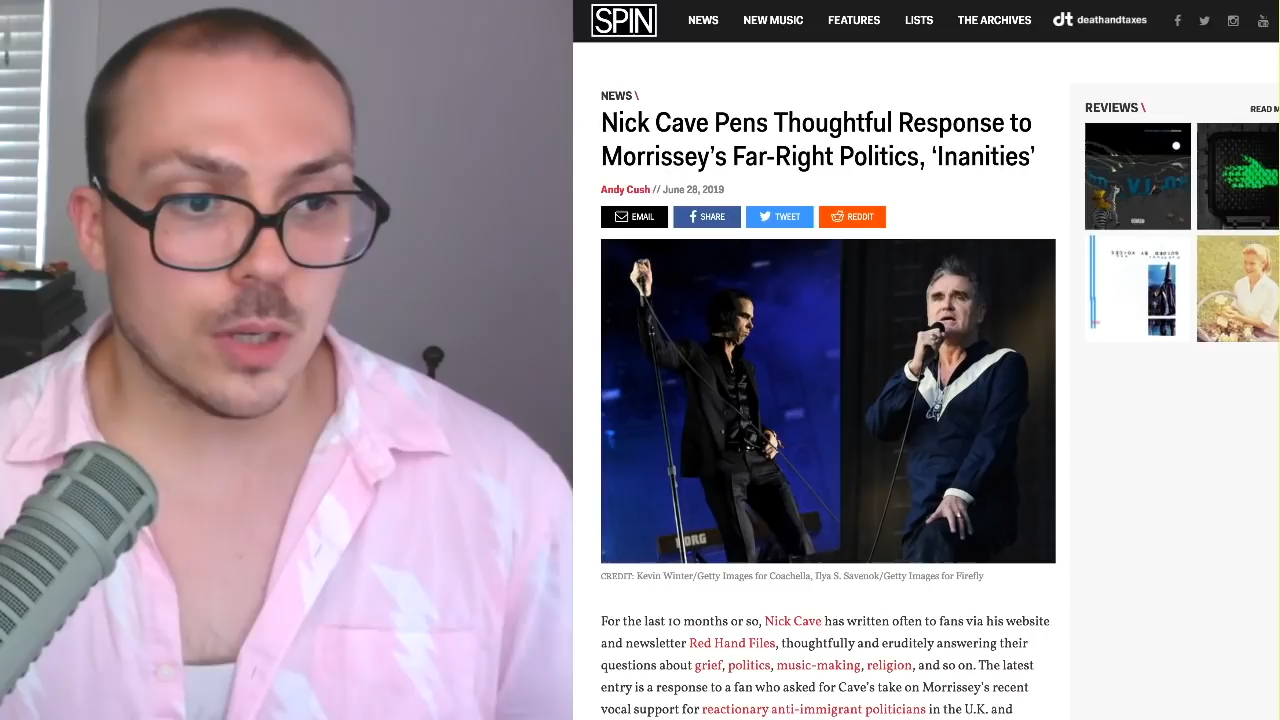 SPIN
NEWS
NEW MUSIC
FEATURES
LISTS
THE ARCHIVES
dt deathandtaxes
NEWS \
Nick Cave Pens Thoughtful Response to
Morrissey's Far-Right Politics, 'Inanities'
Andy Cush // June 28, 2019
EMAIL
SHARE
TWEET
REDDIT
KORG
CREDIT: Kevin Winter/Getty Images for Coachella, Ilya S. Savenok/Getty Images for Firefly
For the last 10 months or so, Nick Cave has written often to fans via his website
and newsletter Red Hand Files, thoughtfully and eruditely answering their
questions about grief, politics, music-making, religion, and so on. The latest
entry is a response to a fan who asked for Cave's take on Morrissey's recent
vocal support for reactionary anti-immigrant politicians in the U.K. and
REVIEWS \
READ M